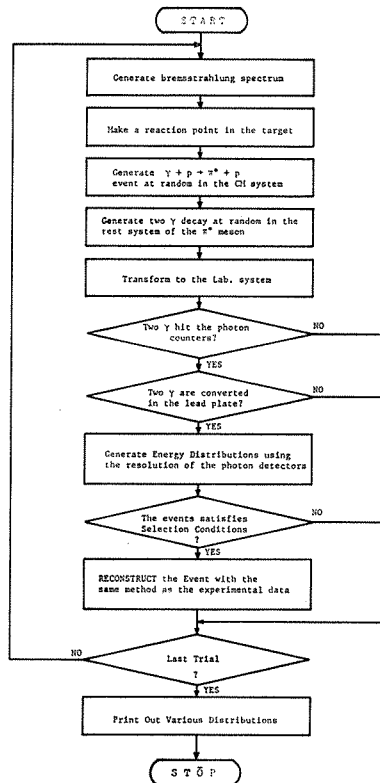 START
Generate bremsstrahlung spectrum
Make a reaction point in the target
Generate γ + p → π° + p
event at random in the CM system
Generate two γ decay at random in the
rest system of the π° meson
Transform to the Lab. system
Two γ hit the photon
counters?
NO
YES
Two γ are converted
in the lead plate?
NO
YES
Generate Energy Distributions using
the resolution of the photon detectors
The events satisfies
Selection Conditions
?
NO
YES
RECONSTRUCT the Event with the
same method as the experimental data
NO
Last Trial
?
YES
Print Out Various Distributions
STOP